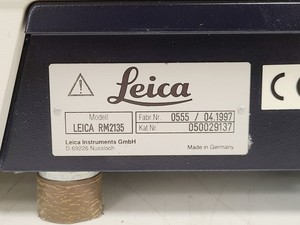 Leica
Modell
LEICA RM2135
Fabr.Nr. 0555 / 04.1997
Kat.Nr. 050029137
Leica Instruments GmbH
D 69226 Nussloch
Made in Germany
CE